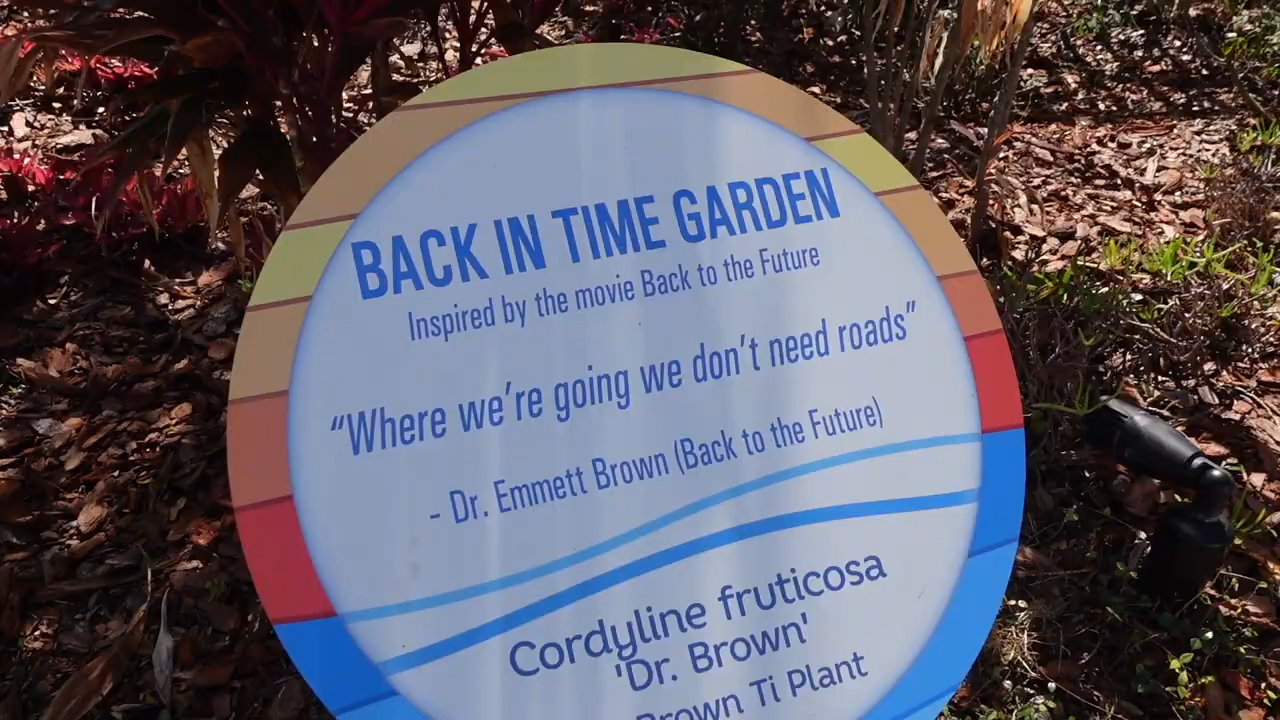 BACK IN TIME GARDEN
Inspired by the movie Back to the Future
“Where we’re going we don’t need roads”
- Dr. Emmett Brown (Back to the Future)
Cordyline fruticosa
'Dr. Brown'
Brown Ti Plant